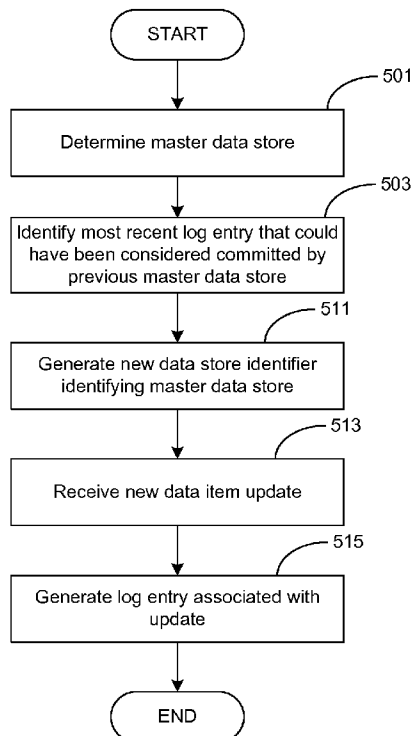 START
501
Determine master data store
503
Identify most recent log entry that could
have been considered committed by
previous master data store
511
Generate new data store identifier
identifying master data store
513
Receive new data item update
515
Generate log entry associated with
update
END